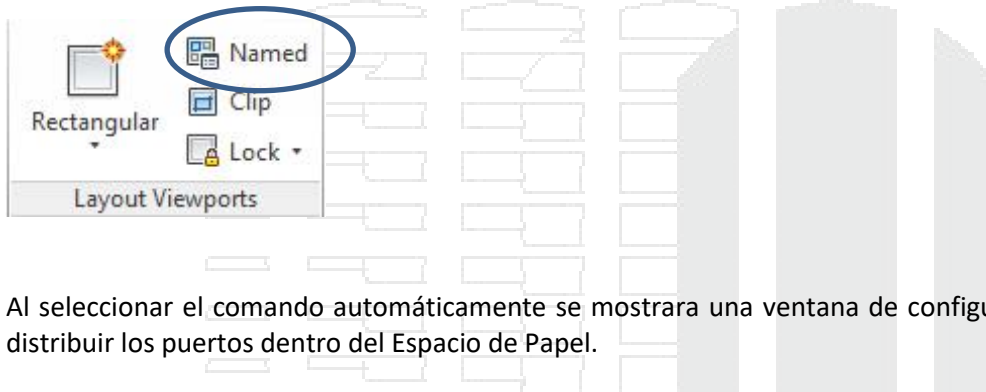 Named
Clip
Rectangular
Lock
Layout Viewports
Al seleccionar el comando automáticamente se mostrara una ventana de
distribuir los puertos dentro del Espacio de Papel.